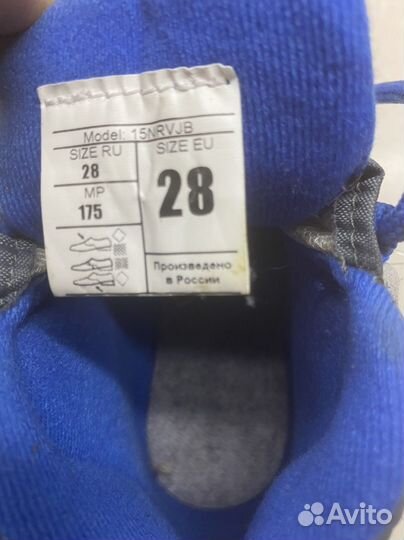 Model: 15NRVJB
SIZE RU
28
MP
175
SIZE EU
28
Произведено
в России
Avito